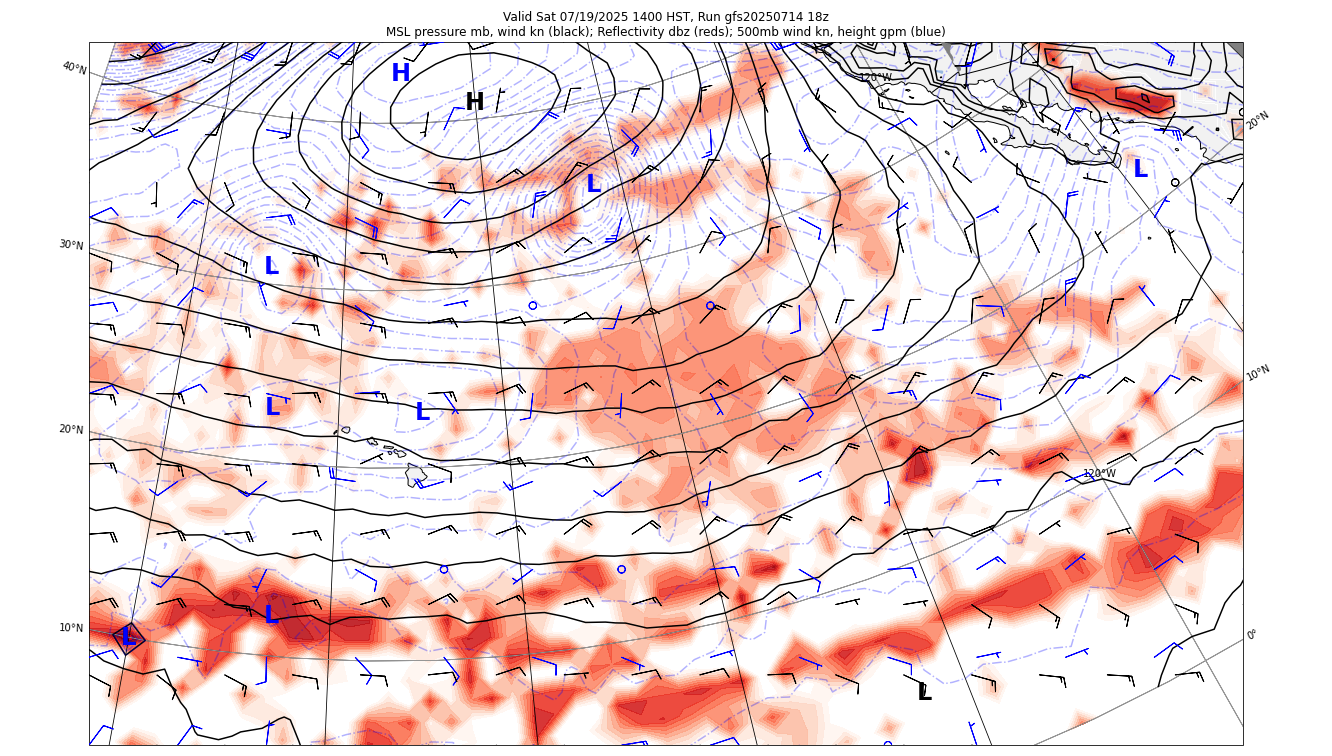 Valid Sat 07/19/2025 1400 HST, Run gfs20250714 18z
MSL pressure mb, wind kn (black); Reflectivity dbz (reds); 500mb wind kn, height gpm (blue)
40°N
H
120°W
H
20°N
L
L
30°N
L
10°N
L
L
20°N
120°W
L
10°N
L
0°
L